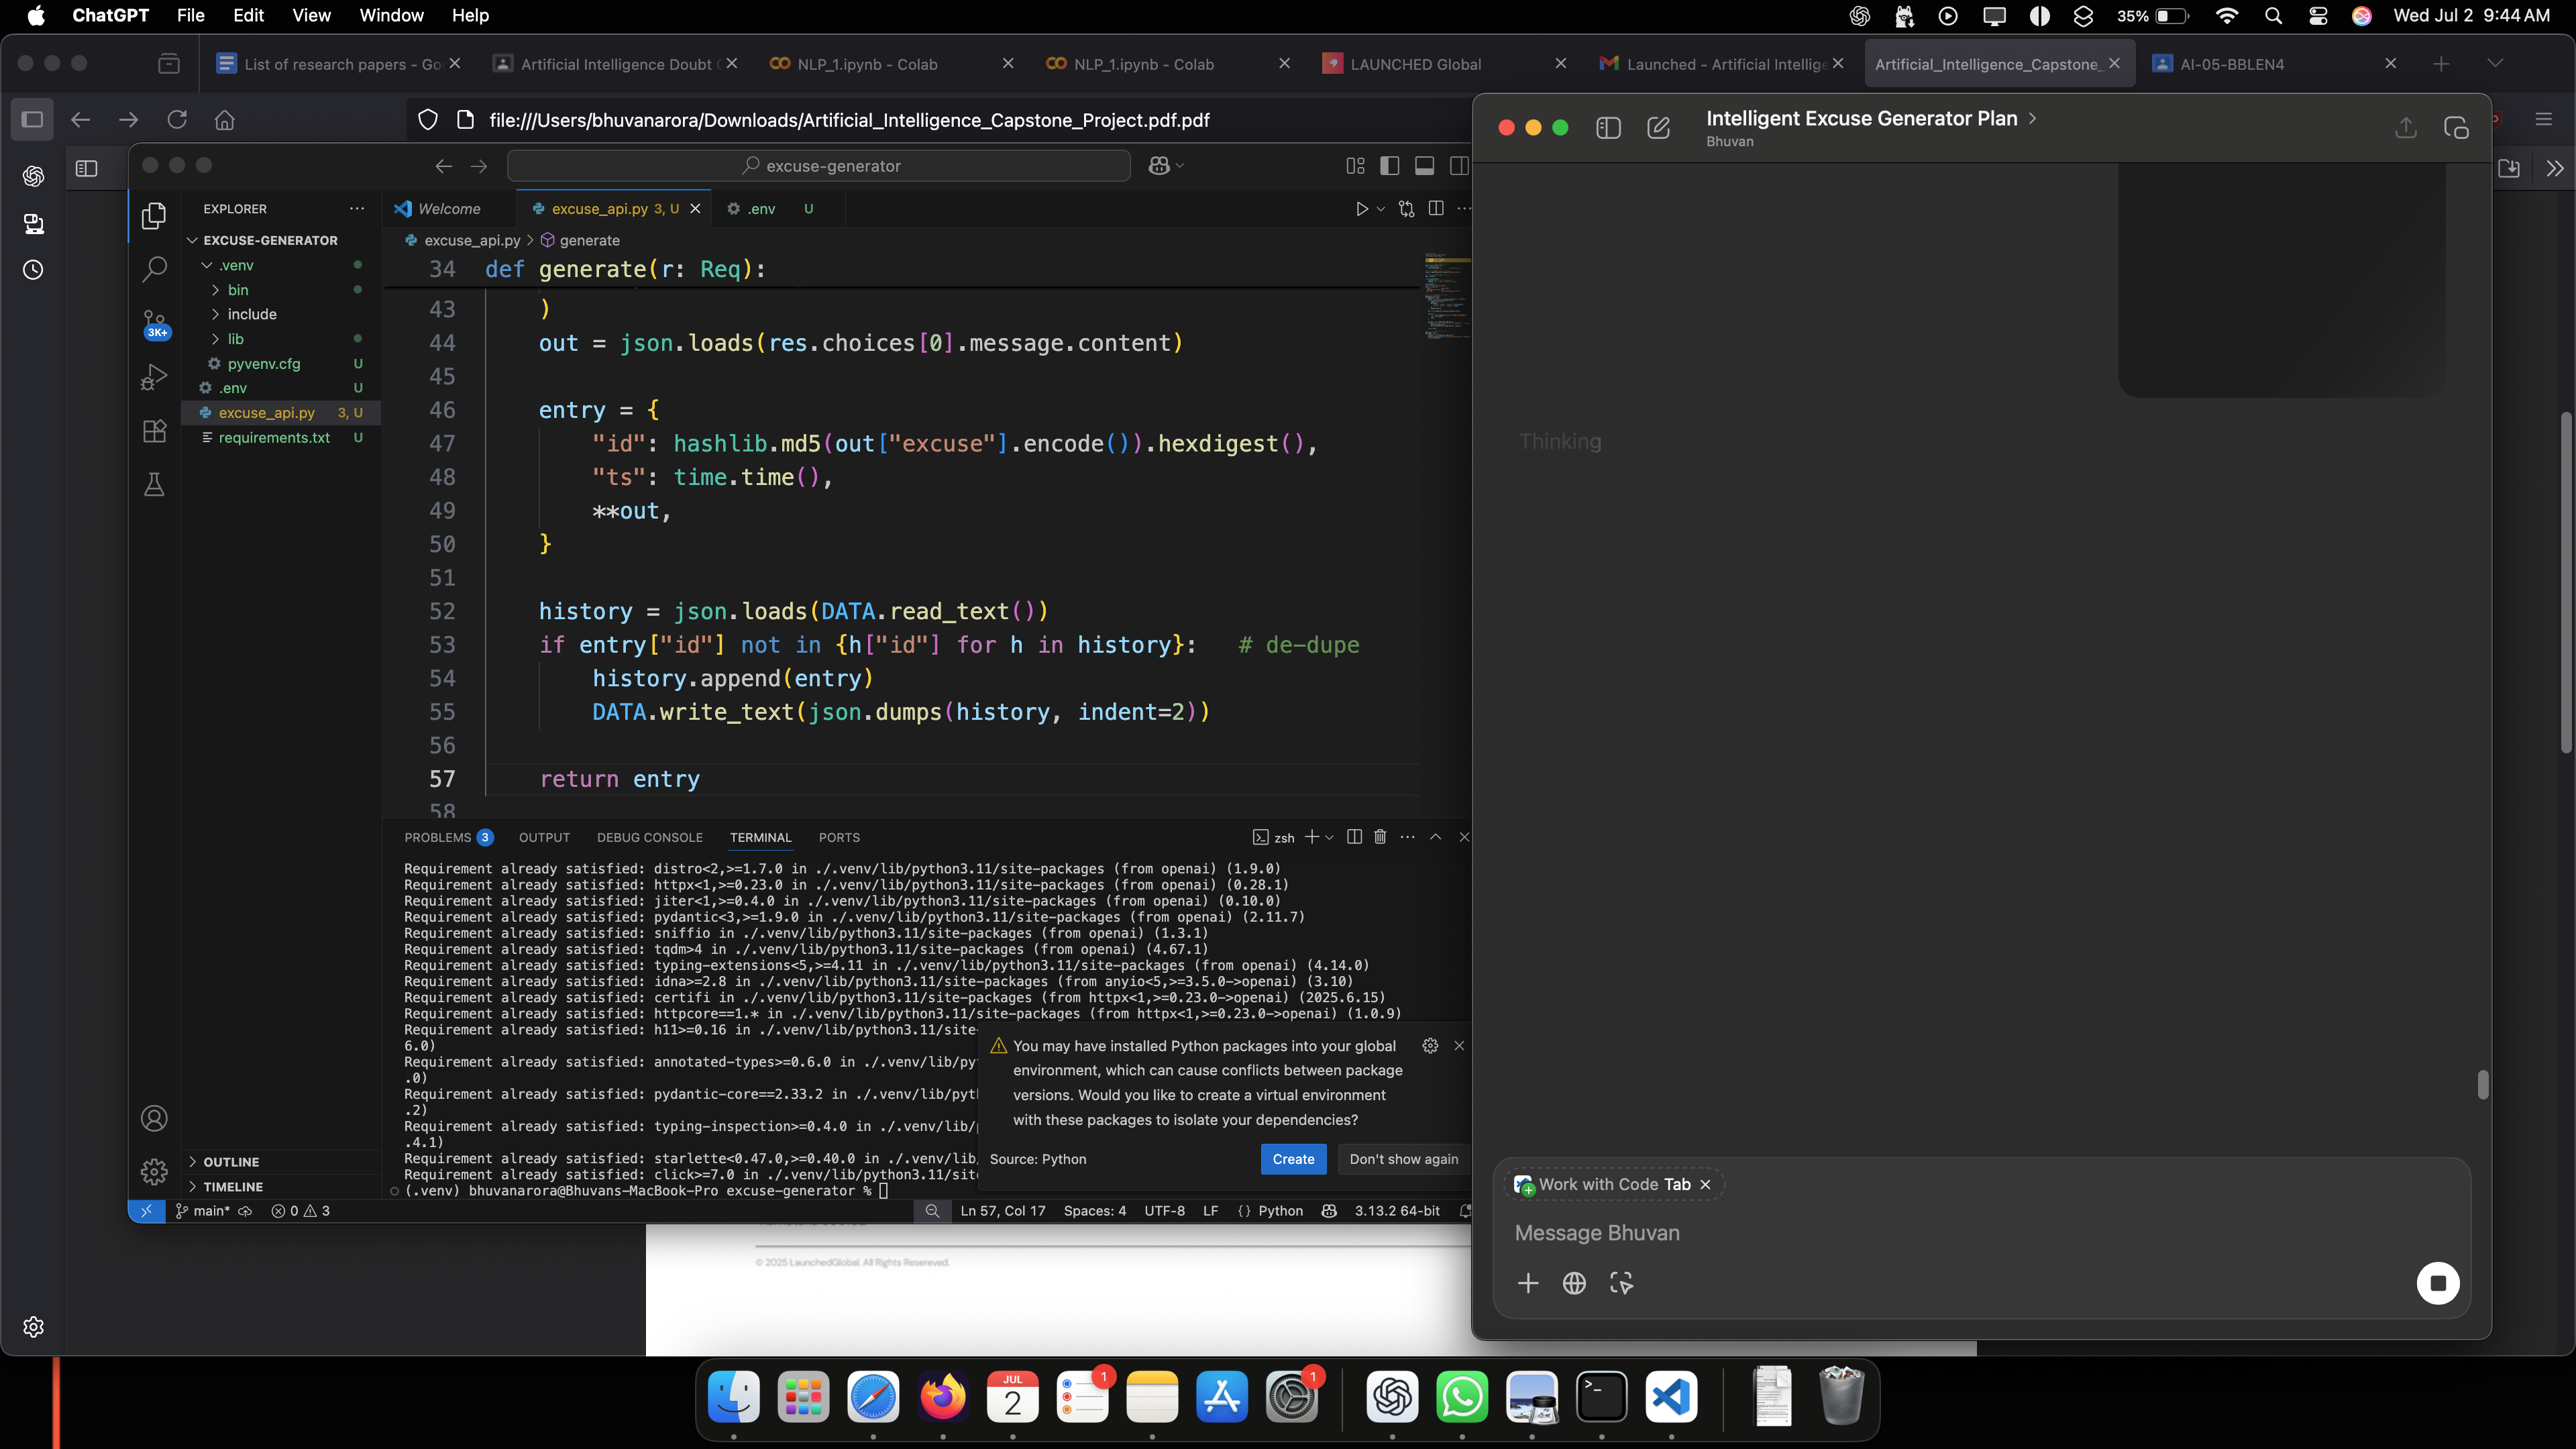 ChatGPT File Edit View Window Help
35% Wed Jul 2 9:44 AM
List of research papers - Go
Artificial Intelligence Doubt
NLP_1.ipynb - Colab
NLP_1.ipynb - Colab
LAUNCHED Global
Launched - Artificial Intellige
Artificial_Intelligence_Capstone_
AI-05-BBLEN4
file:///Users/bhuvanarora/Downloads/Artificial_Intelligence_Capstone_Project.pdf.pdf
excuse-generator
EXPLORER
EXCUSE-GENERATOR
.venv
bin
include
lib
pyvenv.cfg U
.env U
excuse_api.py 3, U
requirements.txt U
3K+
OUTLINE
TIMELINE
Welcome
excuse_api.py 3, U
.env U
excuse_api.py > generate
34 def generate(r: Req):
43 )
44 out = json.loads(res.choices[0].message.content)
45
46 entry = {
47 "id": hashlib.md5(out["excuse"].encode()).hexdigest(),
48 "ts": time.time(),
49 **out,
50 }
51
52 history = json.loads(DATA.read_text())
53 if entry["id"] not in {h["id"] for h in history}: # de-dupe
54 history.append(entry)
55 DATA.write_text(json.dumps(history, indent=2))
56
57 return entry
58
PROBLEMS 3 OUTPUT DEBUG CONSOLE TERMINAL PORTS zsh
Requirement already satisfied: distro<2,>=1.7.0 in ./.venv/lib/python3.11/site-packages (from openai) (1.9.0)
Requirement already satisfied: httpx<1,>=0.23.0 in ./.venv/lib/python3.11/site-packages (from openai) (0.28.1)
Requirement already satisfied: jiter<1,>=0.4.0 in ./.venv/lib/python3.11/site-packages (from openai) (0.10.0)
Requirement already satisfied: pydantic<3,>=1.9.0 in ./.venv/lib/python3.11/site-packages (from openai) (2.11.7)
Requirement already satisfied: sniffio in ./.venv/lib/python3.11/site-packages (from openai) (1.3.1)
Requirement already satisfied: tqdm>4 in ./.venv/lib/python3.11/site-packages (from openai) (4.67.1)
Requirement already satisfied: typing-extensions<5,>=4.11 in ./.venv/lib/python3.11/site-packages (from openai) (4.14.0)
Requirement already satisfied: idna>=2.8 in ./.venv/lib/python3.11/site-packages (from anyio<5,>=3.5.0->openai) (3.10)
Requirement already satisfied: certifi in ./.venv/lib/python3.11/site-packages (from httpx<1,>=0.23.0->openai) (2025.6.15)
Requirement already satisfied: httpcore==1.* in ./.venv/lib/python3.11/site-packages (from httpx<1,>=0.23.0->openai) (1.0.9)
Requirement already satisfied: h11>=0.16 in ./.venv/lib/python3.11/site-
6.0)
Requirement already satisfied: annotated-types>=0.6.0 in ./.venv/lib/py
.0)
Requirement already satisfied: pydantic-core==2.33.2 in ./.venv/lib/pyt
.2)
Requirement already satisfied: typing-inspection>=0.4.0 in ./.venv/lib/
.4.1)
Requirement already satisfied: starlette<0.47.0,>=0.40.0 in ./.venv/lib
Requirement already satisfied: click>=7.0 in ./.venv/lib/python3.11/site
(.venv) bhuvanarora@Bhuvans-MacBook-Pro excuse-generator %
You may have installed Python packages into your global
environment, which can cause conflicts between package
versions. Would you like to create a virtual environment
with these packages to isolate your dependencies?
Source: Python
Create
Don't show again
main* 0 3
Ln 57, Col 17 Spaces: 4 UTF-8 LF {} Python 3.13.2 64-bit
© 2025 LaunchedGlobal. All Rights Resereved.
Intelligent Excuse Generator Plan
Bhuvan
Thinking
Work with Code Tab
Message Bhuvan
JUL
2
1
1